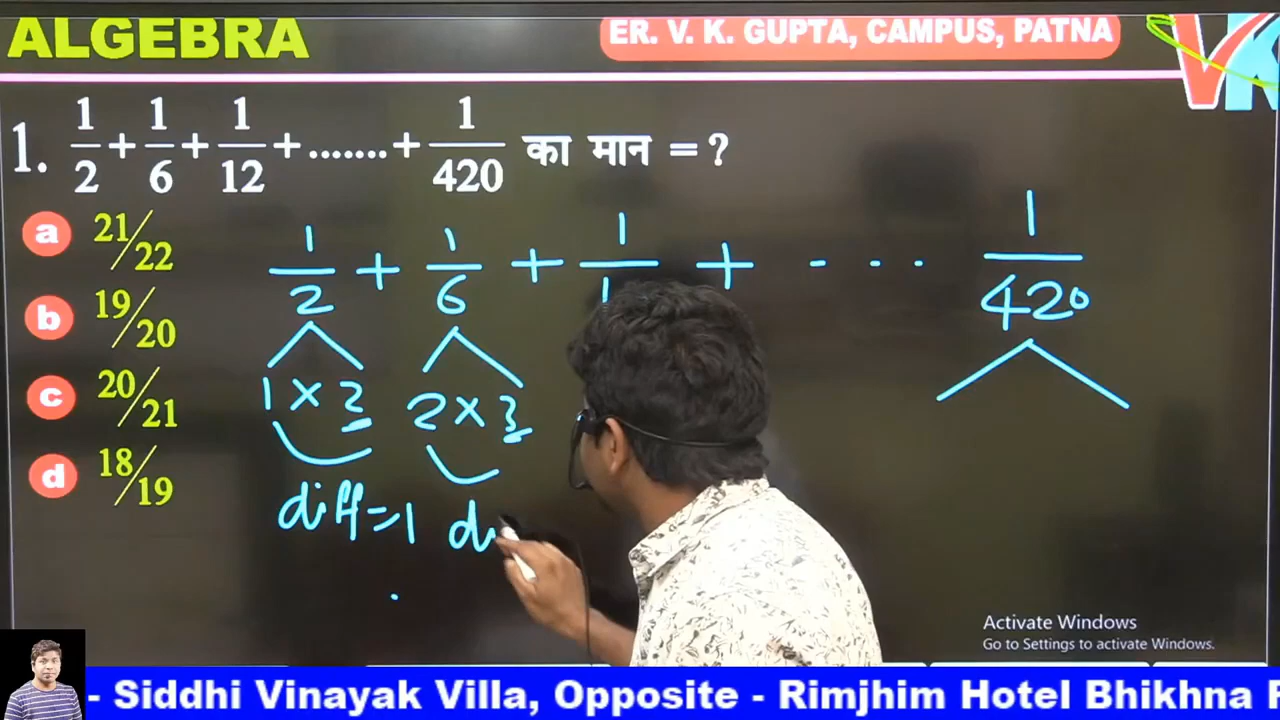 ALGEBRA
ER. V. K. GUPTA, CAMPUS, PATNA
VK
1. 1/2 + 1/6 + 1/12 + ....... + 1/420 का मान = ?
a 21/22
b 19/20
c 20/21
d 18/19
1/2 + 1/6 + 1/1 + . . . 1/420
1 × 2 2 × 3
diff = 1
Activate Windows
Go to Settings to activate Windows.
- Siddhi Vinayak Villa, Opposite - Rimjhim Hotel Bhikhna